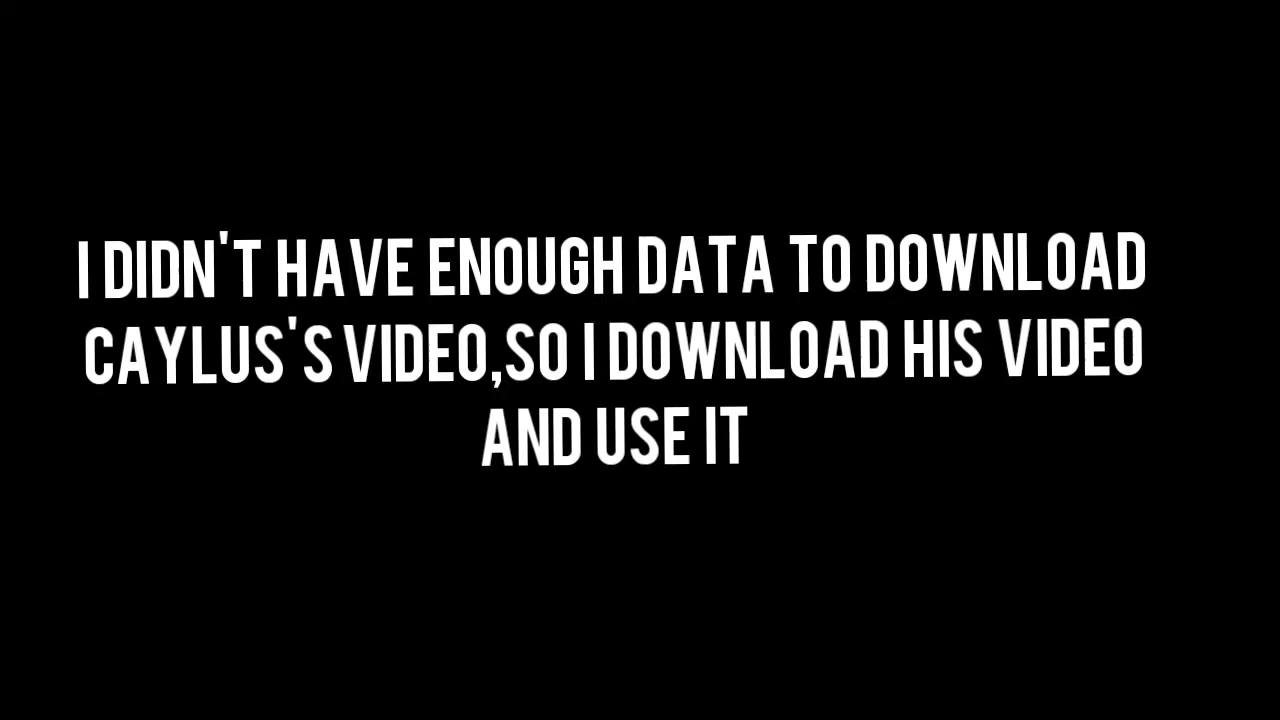 I DIDN'T HAVE ENOUGH DATA TO DOWNLOAD
CAYLUS'S VIDEO,SO I DOWNLOAD HIS VIDEO
AND USE IT